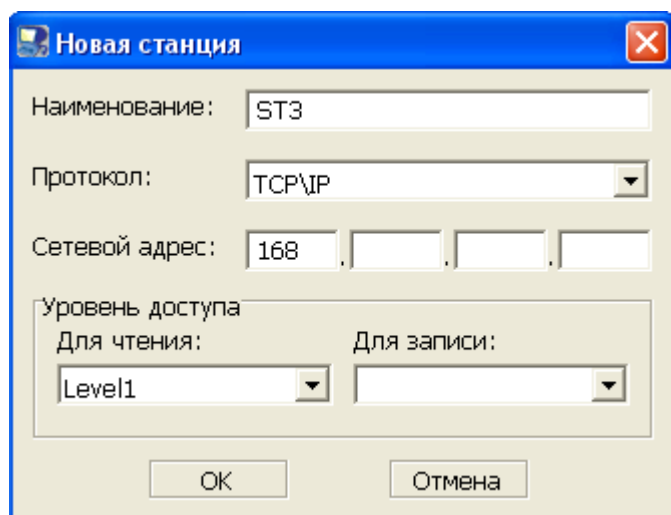 Новая станция
Наименование: ST3
Протокол: TCP\IP
Сетевой адрес: 168 . . .
Уровень доступа
Для чтения: Для записи:
Level1
OK Отмена